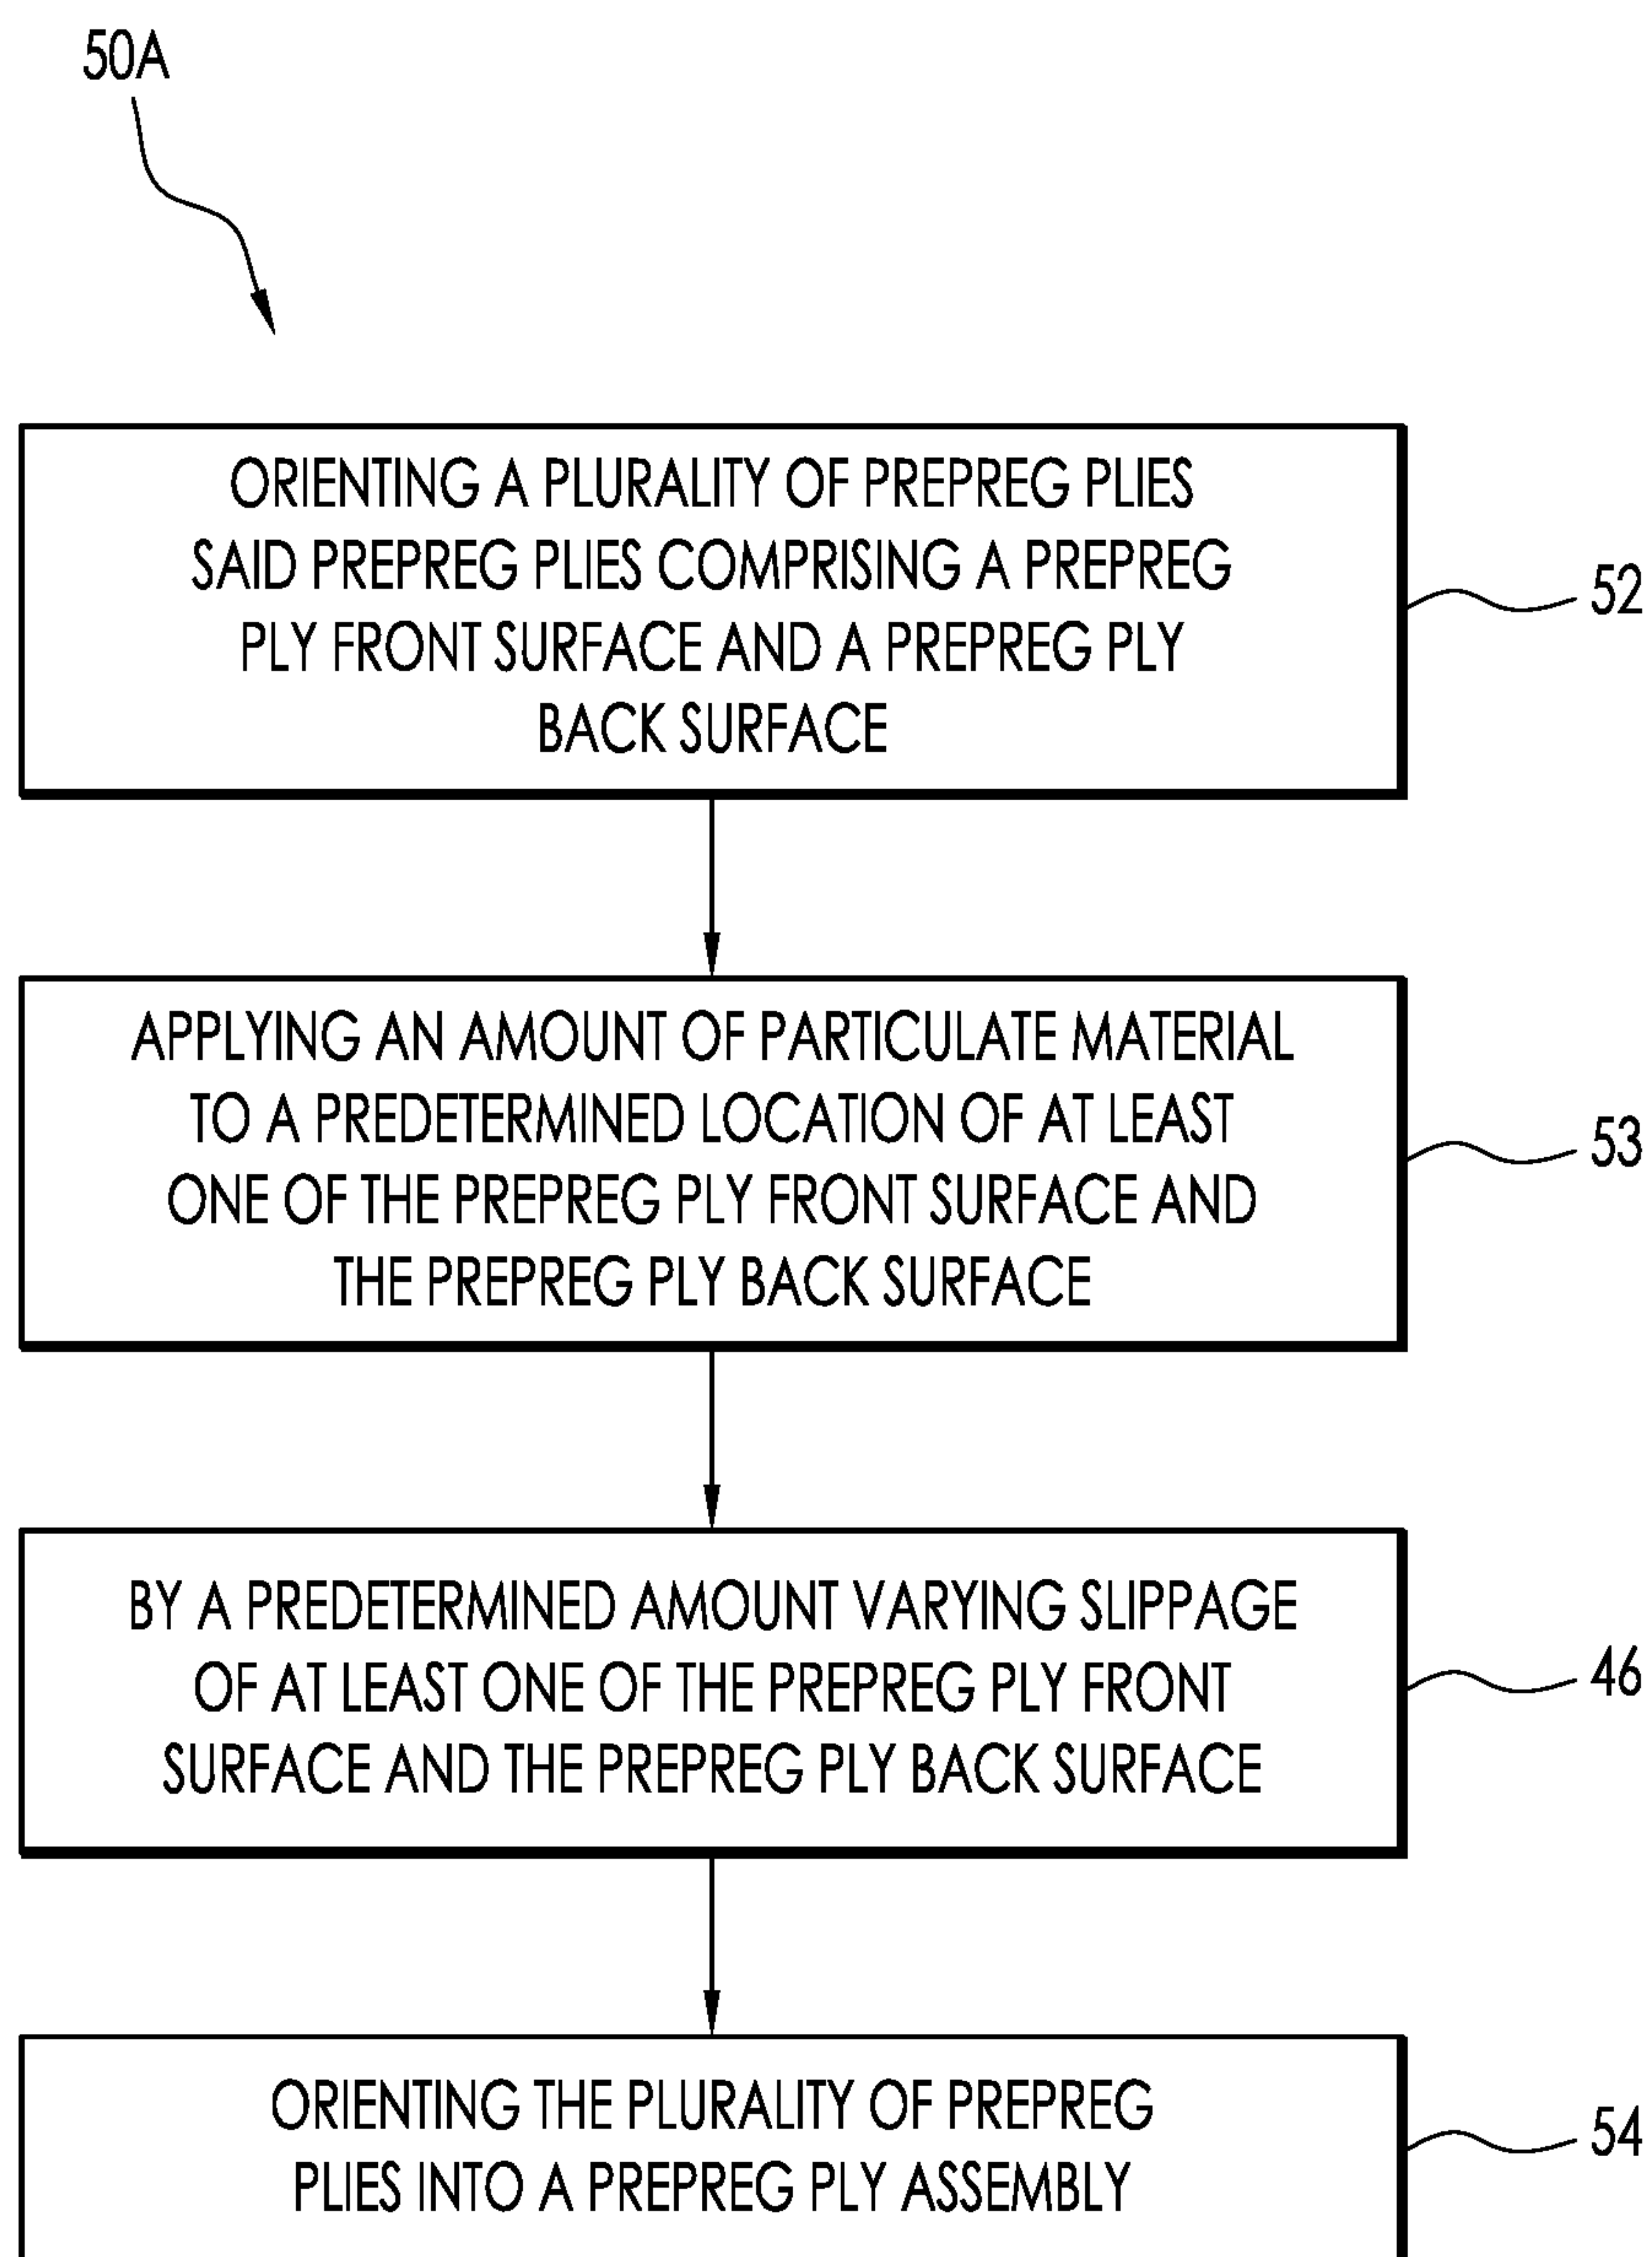 50A
ORIENTING A PLURALITY OF PREPREG PLIES
SAID PREPREG PLIES COMPRISING A PREPREG
PLY FRONT SURFACE AND A PREPREG PLY
BACK SURFACE
52
APPLYING AN AMOUNT OF PARTICULATE MATERIAL
TO A PREDETERMINED LOCATION OF AT LEAST
ONE OF THE PREPREG PLY FRONT SURFACE AND
THE PREPREG PLY BACK SURFACE
53
BY A PREDETERMINED AMOUNT VARYING SLIPPAGE
OF AT LEAST ONE OF THE PREPREG PLY FRONT
SURFACE AND THE PREPREG PLY BACK SURFACE
46
ORIENTING THE PLURALITY OF PREPREG
PLIES INTO A PREPREG PLY ASSEMBLY
54